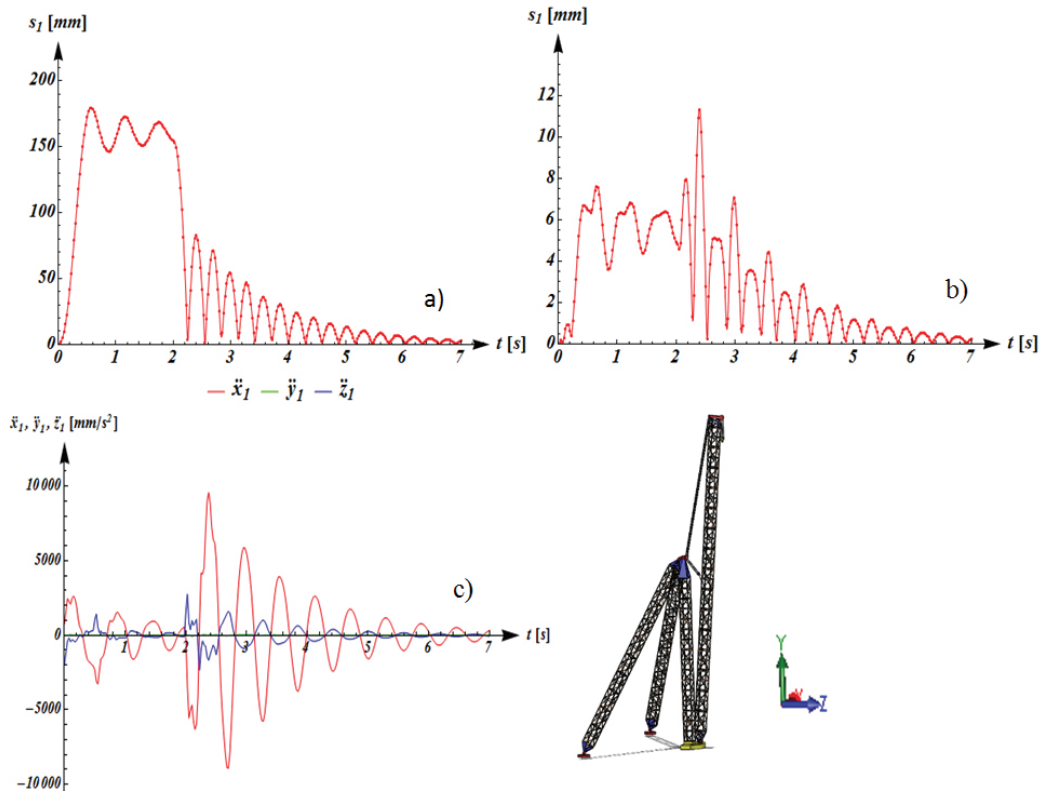 s₁ [mm]
200
150
100
50
0
0 1 2 3 4 5 6 7
t [s]
a)
s₁ [mm]
12
10
8
6
4
2
0
0 1 2 3 4 5 6 7
t [s]
b)
ẍ₁ ÿ₁ z̈₁
ẍ₁, ÿ₁, z̈₁ [mm/s²]
10 000
5000
0
-5000
-10 000
1 2 3 4 5 6 7
t [s]
c)
Y
Z